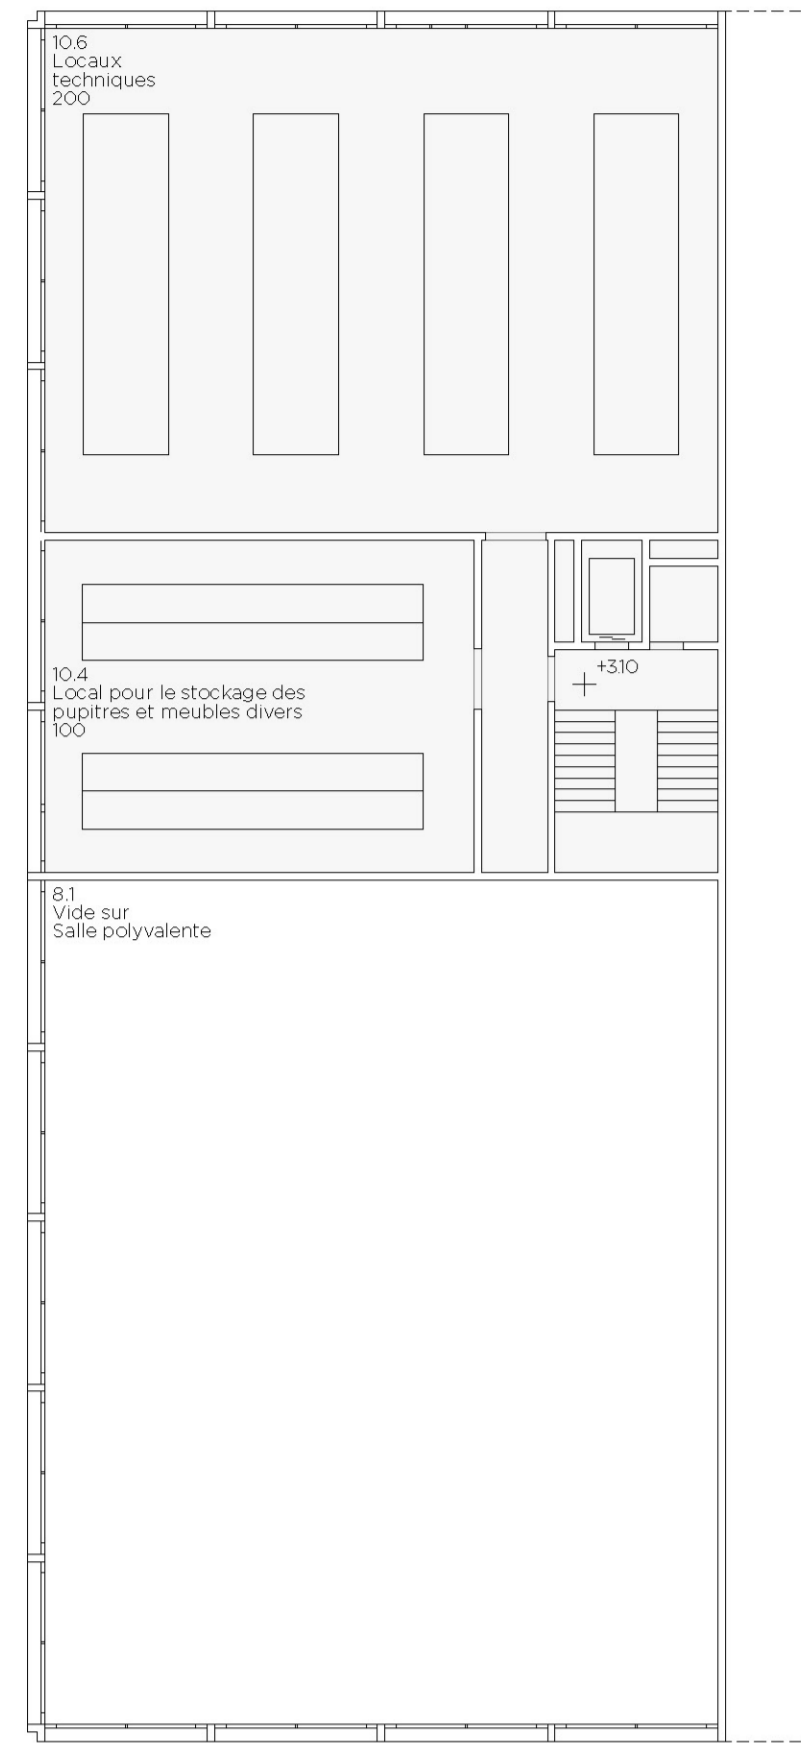 10.6
Locaux
techniques
200
+3.10
10.4
Local pour le stockage des
pupitres et meubles divers
100
8.1
Vide sur
Salle polyvalente